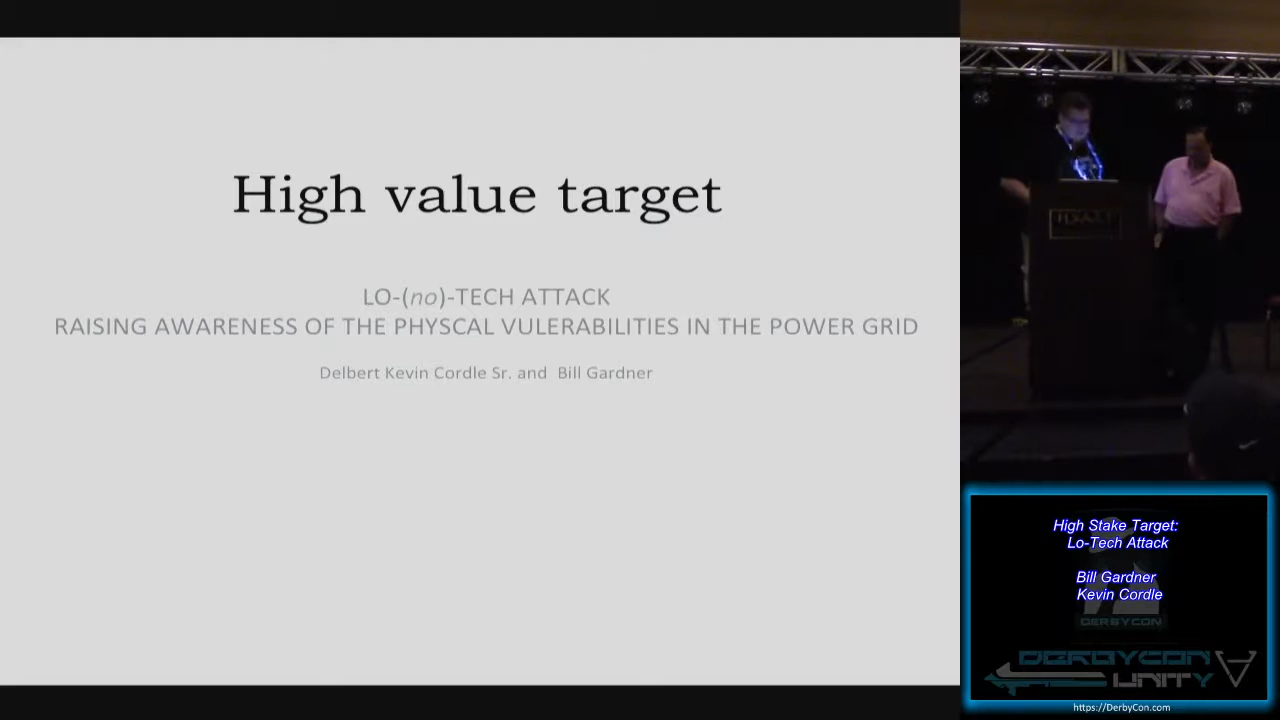 High value target
LO-(no)-TECH ATTACK
RAISING AWARENESS OF THE PHYSCAL VULERABILITIES IN THE POWER GRID
Delbert Kevin Cordle Sr. and Bill Gardner
HYATT
High Stake Target:
Lo-Tech Attack
Bill Gardner
Kevin Cordle
DERBYCON
DERBYCON
UNITY
https://DerbyCon.com